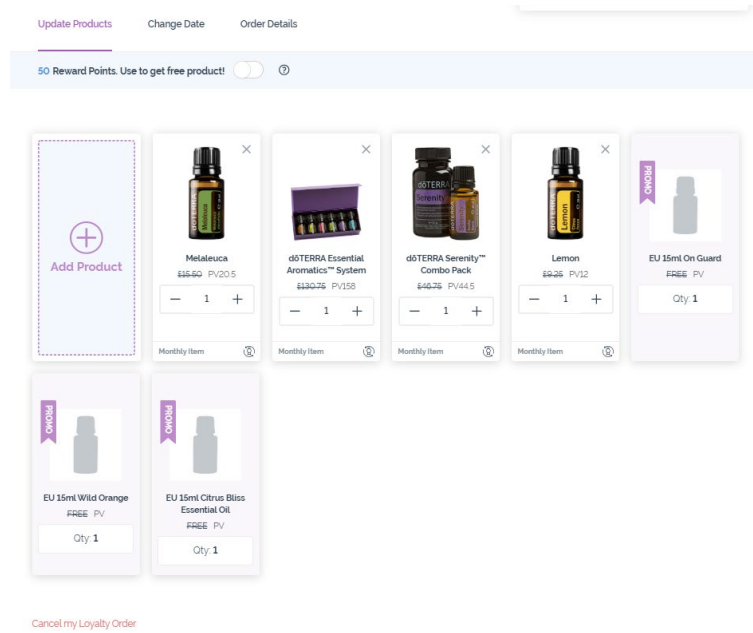 Update Products Change Date Order Details
50 Reward Points. Use to get free product!
Add Product
Melaleuca
£15.50 PV20.5
1
Monthly Item
dōTERRA Essential
Aromatics™ System
£130.75 PV158
1
Monthly Item
dōTERRA
Serenity
dōTERRA Serenity™
Combo Pack
£46.75 PV44.5
1
Monthly Item
dōTERRA
Lemon
Lemon
£9.25 PV12
1
Monthly Item
PROMO
EU 15ml On Guard
FREE PV
Qty: 1
PROMO
EU 15ml Wild Orange
FREE PV
Qty: 1
PROMO
EU 15ml Citrus Bliss
Essential Oil
FREE PV
Qty: 1
Cancel my Loyalty Order